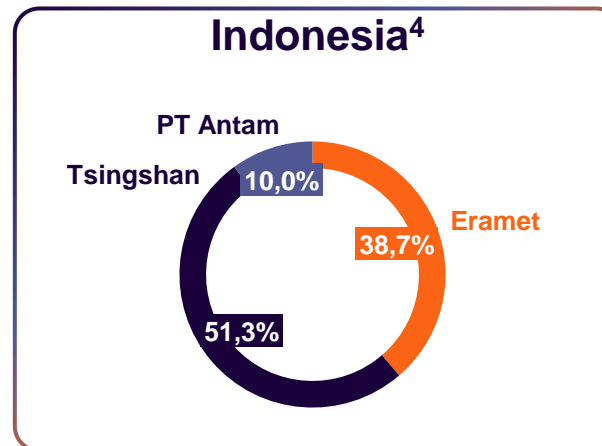 Indonesia⁴
PT Antam
Tsingshan
10,0%
Eramet
38,7%
51,3%